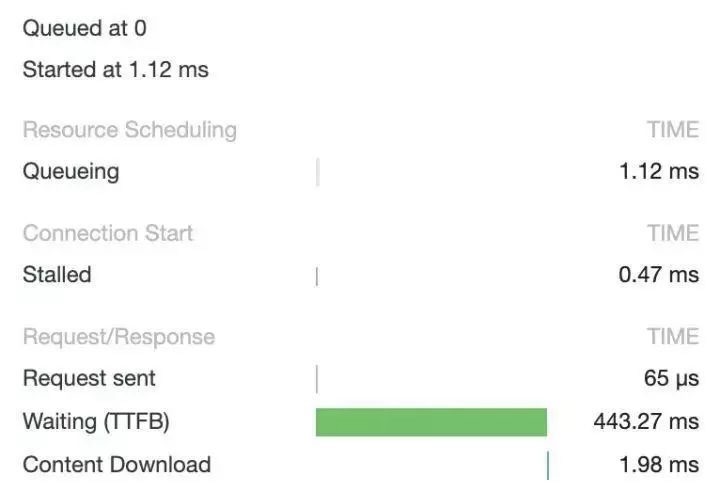 Queued at 0
Started at 1.12 ms
Resource Scheduling TIME
Queueing 1.12 ms
Connection Start TIME
Stalled 0.47 ms
Request/Response TIME
Request sent 65 µs
Waiting (TTFB) 443.27 ms
Content Download 1.98 ms